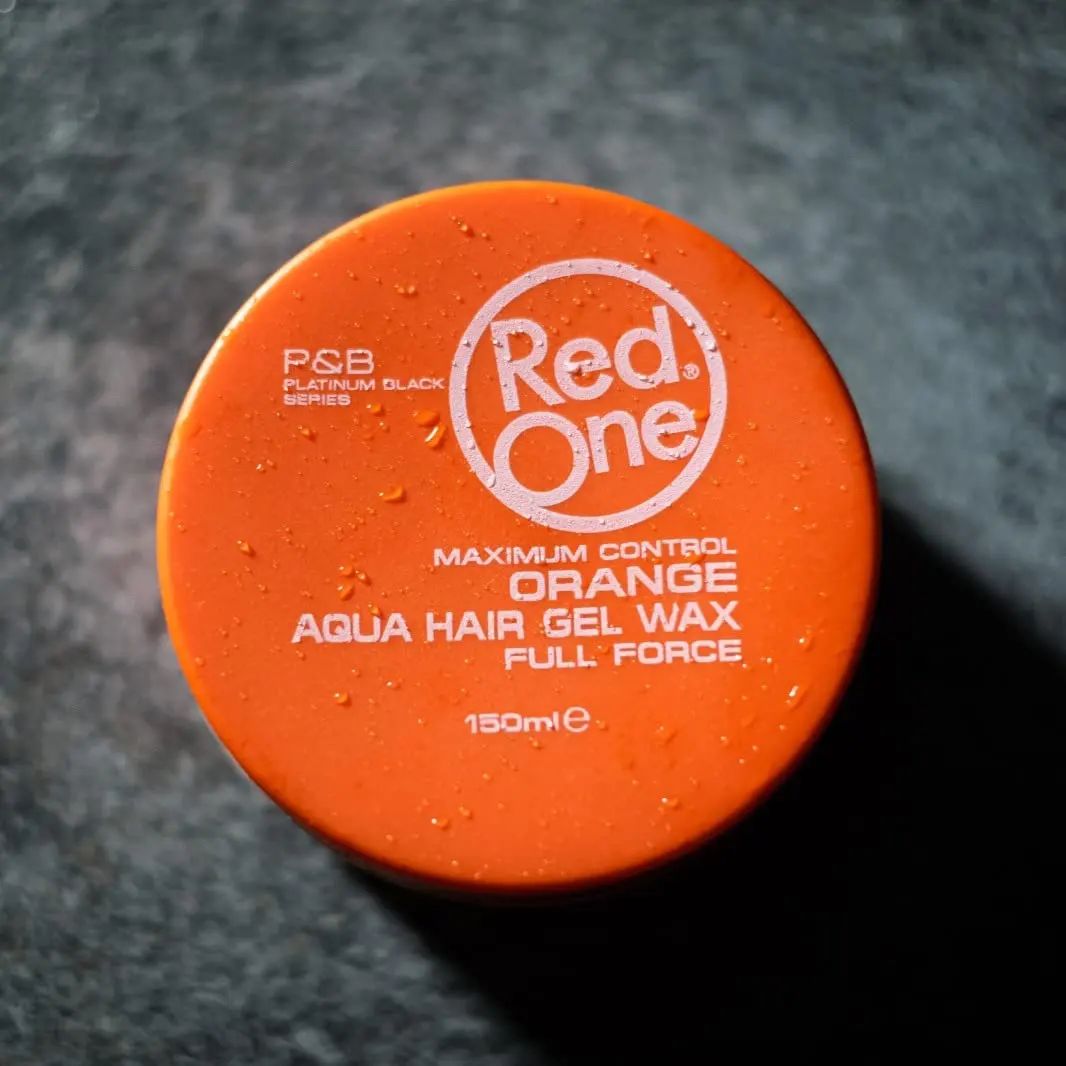 P&B
PLATINUM BLACK
SERIES
Red®
One
MAXIMUM CONTROL
ORANGE
AQUA HAIR GEL WAX
FULL FORCE
150ml℮